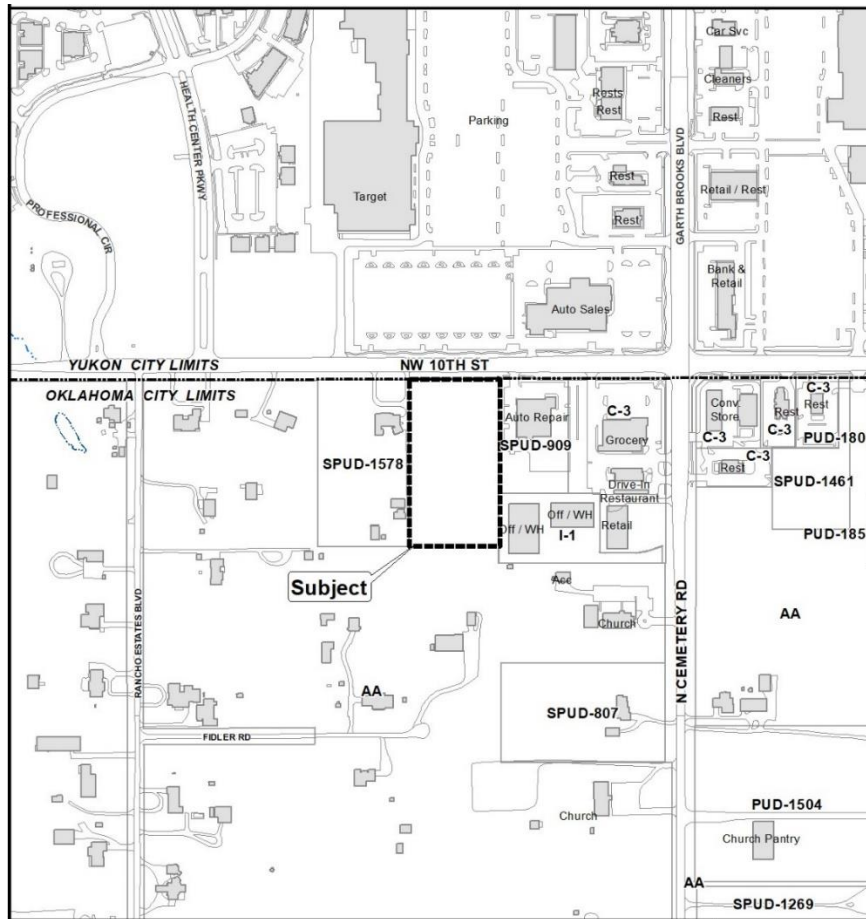 Car Svc
Cleaners
Rests
Rest
Rest
HEALTH CENTER PKWY
Parking
GARTH BROOKS BLVD
Target
Rest
Retail / Rest
PROFESSIONAL CIR
Rest
Bank &
Retail
Auto Sales
YUKON CITY LIMITS
NW 10TH ST
OKLAHOMA CITY LIMITS
C-3
Auto Repair
C-3
Conv.
Store
Rest
Rest
SPUD-909
Grocery
C-3
C-3
PUD-180
SPUD-1578
C-3
Rest
Drive-In
Restaurant
SPUD-1461
Off / WH
Off / WH
I-1
Retail
PUD-185
Subject
Acc
RANCHO ESTATES BLVD
Church
N CEMETERY RD
AA
AA
SPUD-807
FIDLER RD
PUD-1504
Church
Church Pantry
AA
SPUD-1269